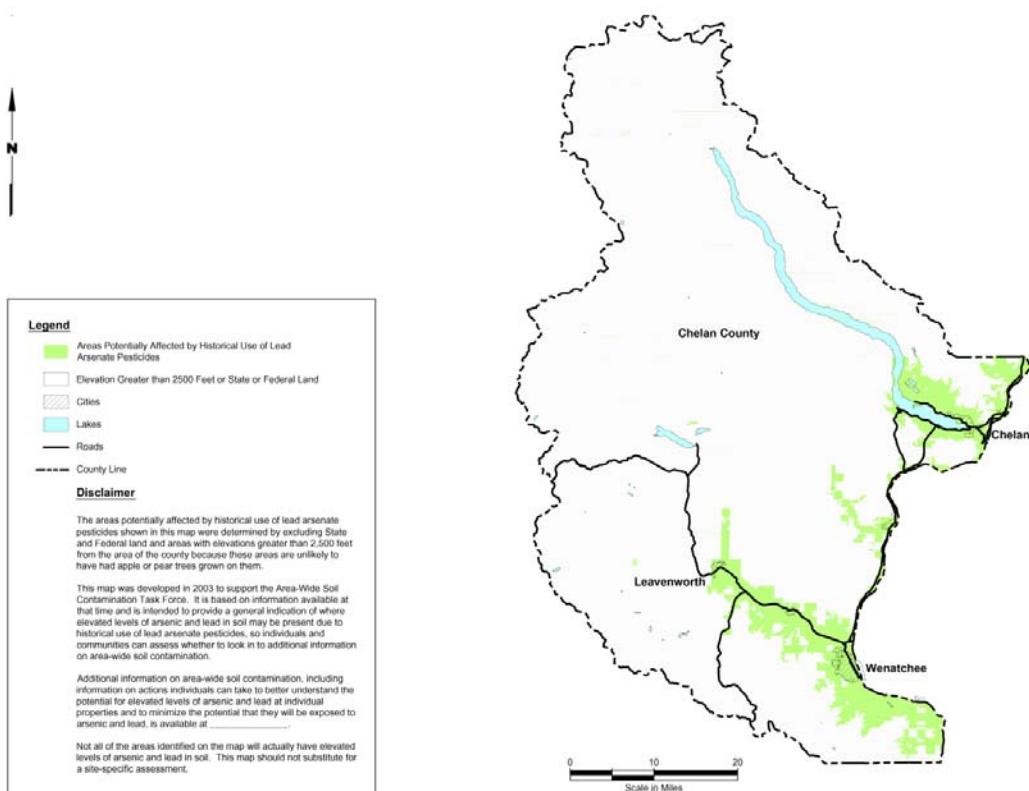 N
Chelan County
Chelan
Leavenworth
Wenatchee
Legend
Areas Potentially Affected by Historical Use of Lead
Arsenate Pesticides
Elevation Greater than 2500 Feet or State or Federal Land
Cities
Lakes
Roads
County Line
Disclaimer
The areas potentially affected by historical use of lead arsenate
pesticides shown in this map were determined by excluding State
and Federal land and areas with elevations greater than 2,500 feet
from the area of the county because these areas are unlikely to
have had apple or pear trees grown on them.
This map was developed in 2003 to support the Area-Wide Soil
Contamination Task Force. It is based on information available at
that time and is intended to provide a general indication of where
elevated levels of arsenic and lead in soil may be present due to
historical use of lead arsenate pesticides, so individuals and
communities can assess whether to look in to additional information
on area-wide soil contamination.
Additional information on area-wide soil contamination, including
information on actions individuals can take to better understand the
potential for elevated levels of arsenic and lead at individual
properties and to minimize the potential that they will be exposed to
arsenic and lead, is available at ________________.
Not all of the areas identified on the map will actually have elevated
levels of arsenic and lead in soil. This map should not substitute for
a site-specific assessment.
0 10 20
Scale in Miles